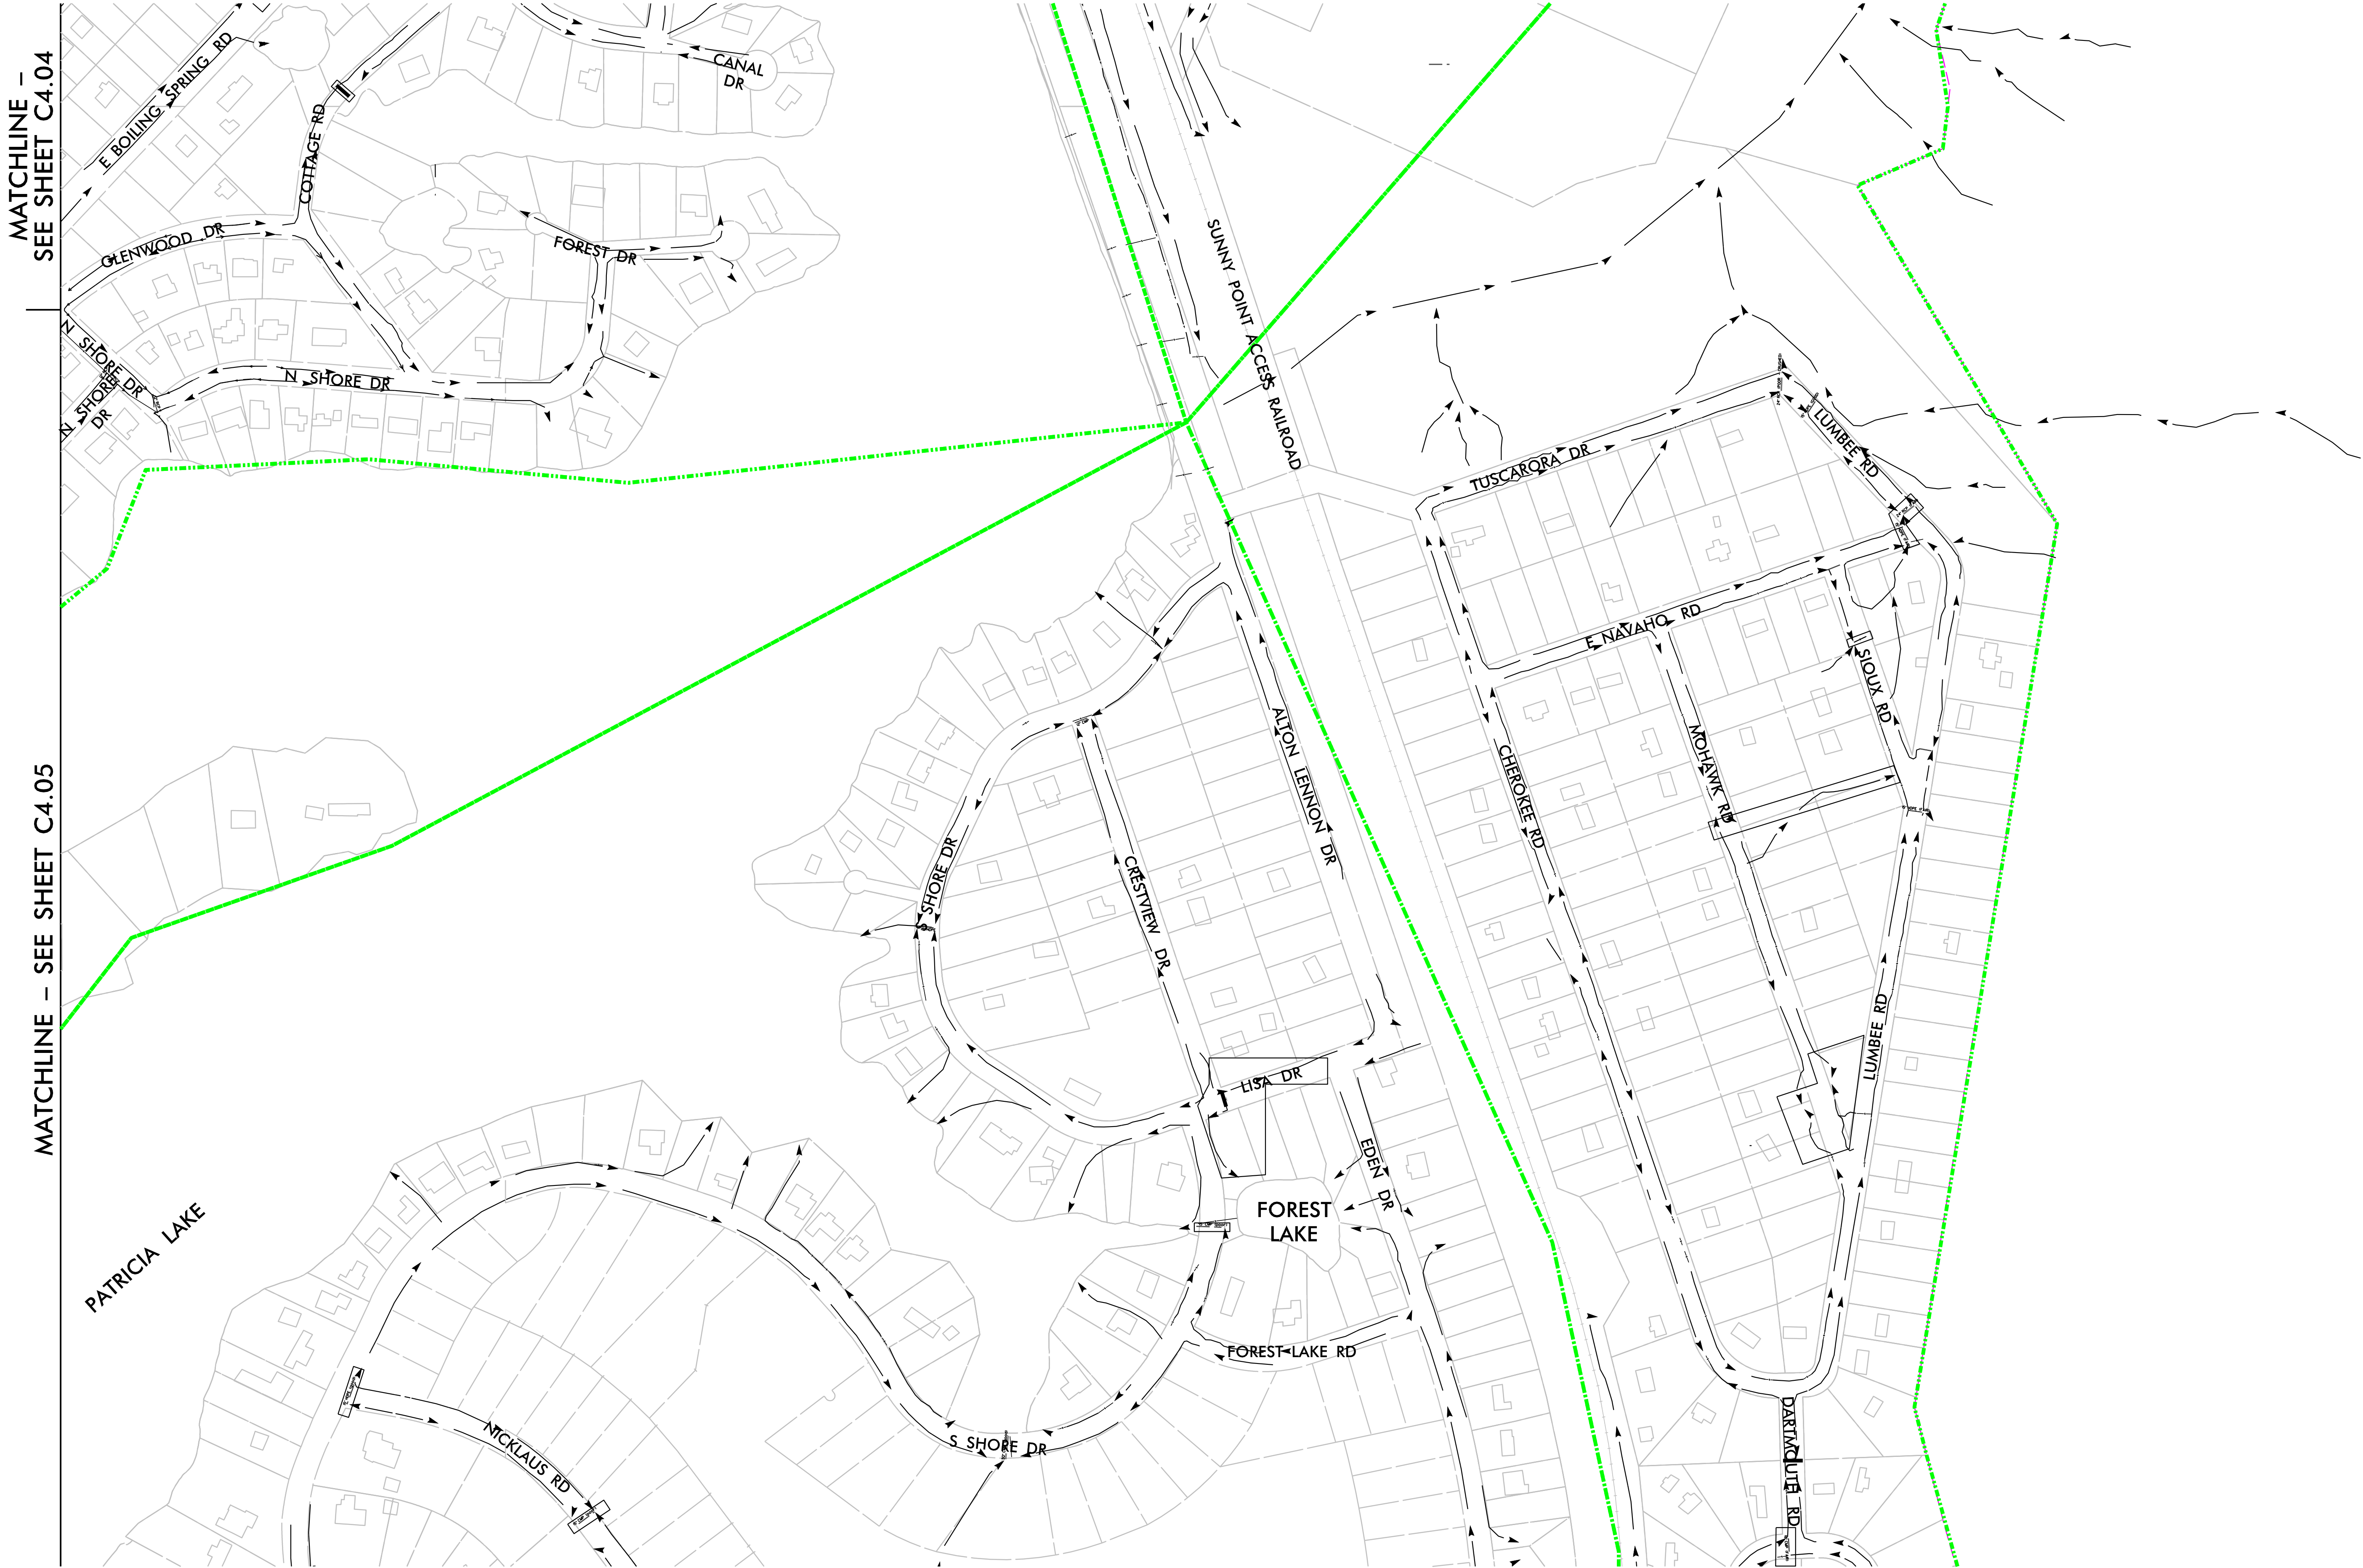 MATCHLINE –
SEE SHEET C4.04
E BOILING SPRING RD
COTTAGE RD
CANAL
DR
GLENWOOD DR
FOREST DR
N SHORE DR
N SHORE
DR
N SHORE DR
SUNNY POINT ACCESS RAILROAD
TUSCARORA DR
LUMBEE RD
E NAVAHO RD
SIOUX RD
MOHAWK RD
CHEROKEE RD
ALTON LENNON DR
CRESTVIEW DR
S SHORE DR
MATCHLINE – SEE SHEET C4.05
LUMBEE RD
LISA DR
EDEN DR
FOREST
LAKE
PATRICIA LAKE
FOREST LAKE RD
S SHORE DR
NICKLAUS RD
DARTMOUTH RD